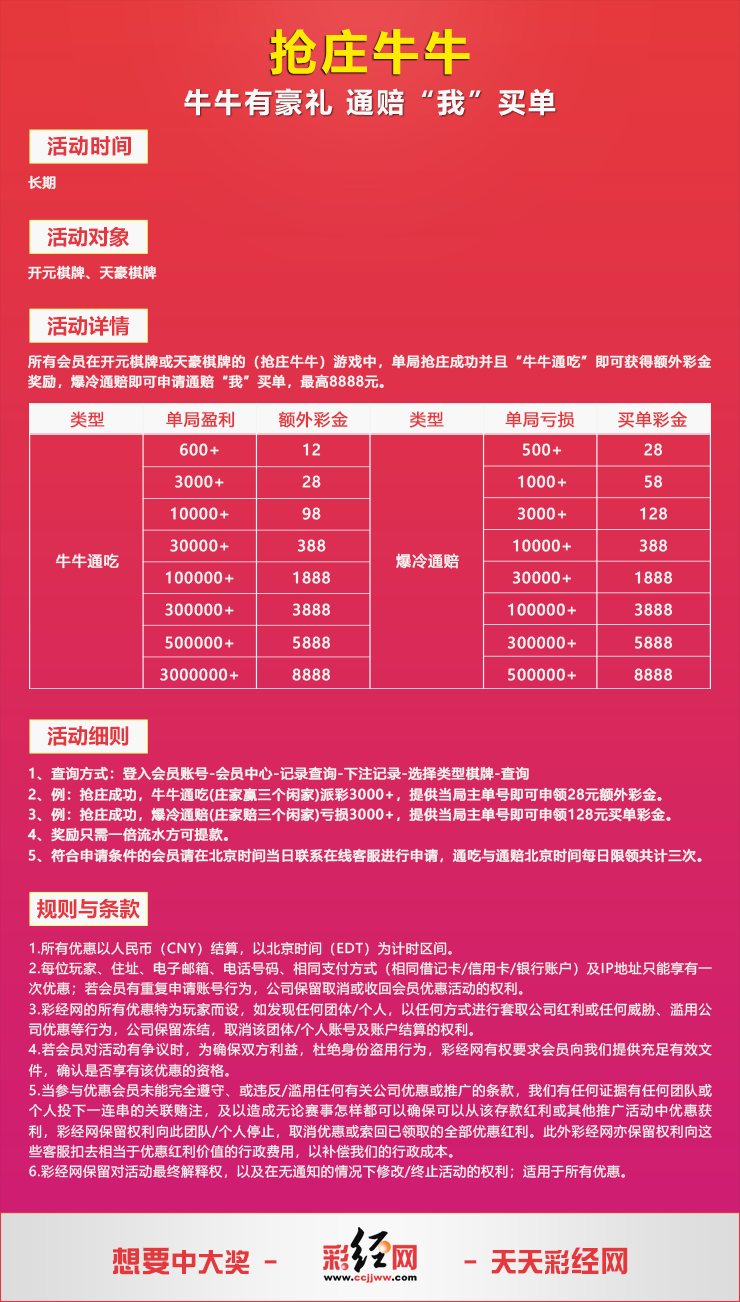 抢庄牛牛
牛牛有豪礼 通赔“我”买单
活动时间
长期
活动对象
开元棋牌、天豪棋牌
活动详情
所有会员在开元棋牌或天豪棋牌的（抢庄牛牛）游戏中，单局抢庄成功并且“牛牛通吃”即可获得额外彩金
奖励，爆冷通赔即可申请通赔“我”买单，最高8888元。
类型 单局盈利 额外彩金 类型 单局亏损 买单彩金
600+ 12 500+ 28
3000+ 28 1000+ 58
10000+ 98 3000+ 128
30000+ 388 10000+ 388
牛牛通吃 爆冷通赔
100000+ 1888 30000+ 1888
300000+ 3888 100000+ 3888
500000+ 5888 300000+ 5888
3000000+ 8888 500000+ 8888
活动细则
1、查询方式：登入会员账号-会员中心-记录查询-下注记录-选择类型棋牌-查询
2、例：抢庄成功，牛牛通吃(庄家赢三个闲家)派彩3000+，提供当局主单号即可申领28元额外彩金。
3、例：抢庄成功，爆冷通赔(庄家赔三个闲家)亏损3000+，提供当局主单号即可申领128元买单彩金。
4、奖励只需一倍流水方可提款。
5、符合申请条件的会员请在北京时间当日联系在线客服进行申请，通吃与通赔北京时间每日限领共计三次。
规则与条款
1.所有优惠以人民币（CNY）结算，以北京时间（EDT）为计时区间。
2.每位玩家、住址、电子邮箱、电话号码、相同支付方式（相同借记卡/信用卡/银行账户）及IP地址只能享有一
次优惠；若会员有重复申请账号行为，公司保留取消或收回会员优惠活动的权利。
3.彩经网的所有优惠特为玩家而设，如发现任何团体/个人，以任何方式进行套取公司红利或任何威胁、滥用公
司优惠等行为，公司保留冻结，取消该团体/个人账号及账户结算的权利。
4.若会员对活动有争议时，为确保双方利益，杜绝身份盗用行为，彩经网有权要求会员向我们提供充足有效文
件，确认是否享有该优惠的资格。
5.当参与优惠会员未能完全遵守、或违反/滥用任何有关公司优惠或推广的条款，我们有任何证据有任何团队或
个人投下一连串的关联赌注，及以造成无论赛事怎样都可以确保可以从该存款红利或其他推广活动中优惠获
利，彩经网保留权利向此团队/个人停止，取消优惠或索回已领取的全部优惠红利。此外彩经网亦保留权利向这
些客服扣去相当于优惠红利价值的行政费用，以补偿我们的行政成本。
6.彩经网保留对活动最终解释权，以及在无通知的情况下修改/终止活动的权利；适用于所有优惠。
想要中大奖 - 彩经网 - 天天彩经网
www.ccjjww.com